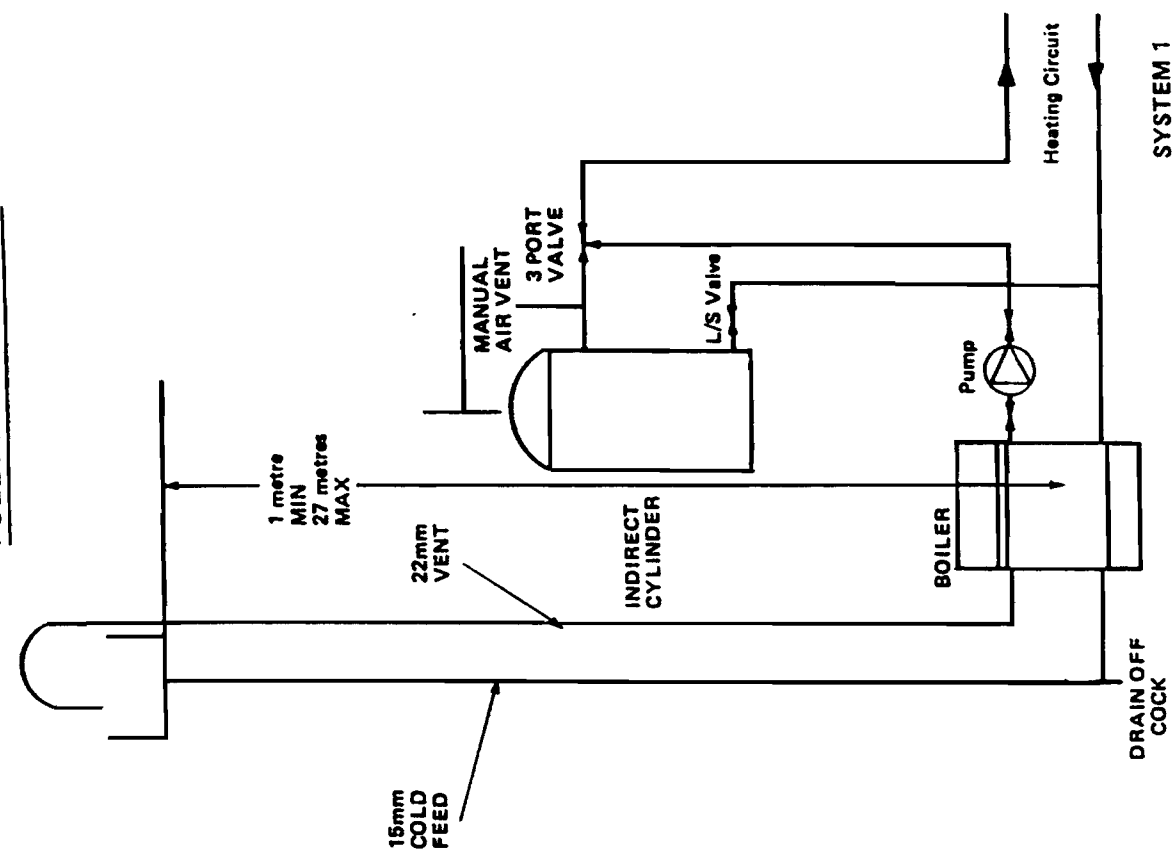 1 metre
MIN
27 metres
MAX
MANUAL
AIR VENT
3 PORT
VALVE
22mm
VENT
L/S Valve
INDIRECT
CYLINDER
15mm
COLD
FEED
Pump
BOILER
Heating Circuit
DRAIN OFF
COCK
SYSTEM 1